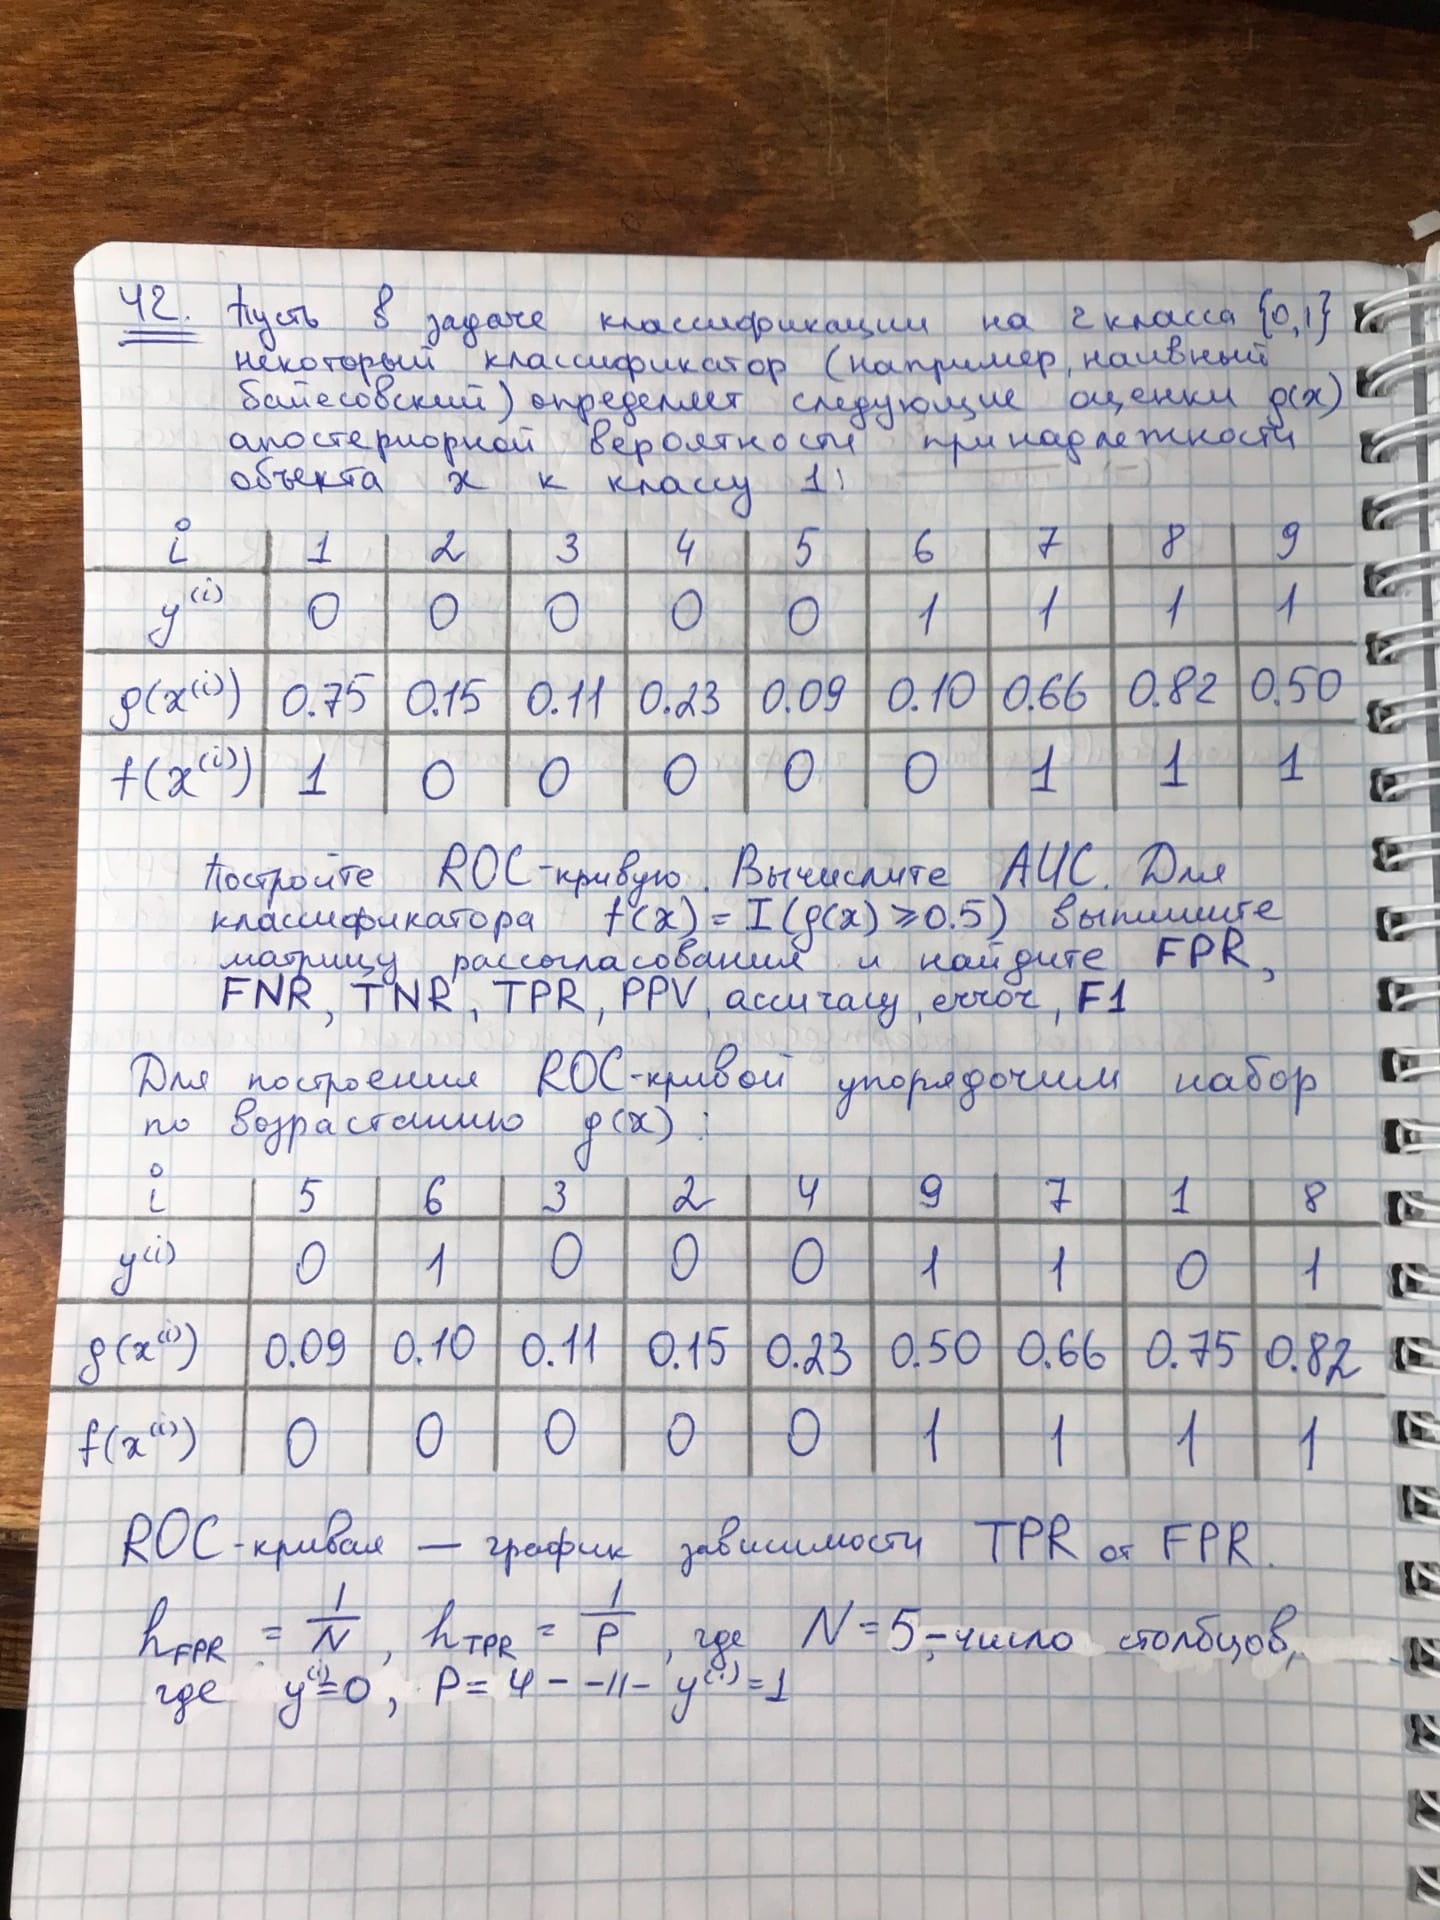 42. Пусть в задаче классификации на 2 класса {0,1}
некоторый классификатор (например, наивный
байесовский) определяет следующие оценки g(x)
апостериорной вероятности принадлежности
объекта x к классу 1:
i 1 2 3 4 5 6 7 8 9
y⁽ⁱ⁾ 0 0 0 0 0 1 1 1 1
g(x⁽ⁱ⁾) 0.75 0.15 0.11 0.23 0.09 0.10 0.66 0.82 0.50
f(x⁽ⁱ⁾) 1 0 0 0 0 0 1 1 1
Постройте ROC-кривую. Вычислите AUC. Для
классификатора f(x) = I(g(x) ⩾ 0.5) выпишите
матрицу рассогласования и найдите FPR,
FNR, TNR, TPR, PPV, accuracy, error, F1
Для построения ROC-кривой упорядочим набор
по возрастанию g(x):
i 5 6 3 2 4 9 7 1 8
y⁽ⁱ⁾ 0 1 0 0 0 1 1 0 1
g(x⁽ⁱ⁾) 0.09 0.10 0.11 0.15 0.23 0.50 0.66 0.75 0.82
f(x⁽ⁱ⁾) 0 0 0 0 0 1 1 1 1
ROC-кривая — график зависимости TPR от FPR.
h_FPR = 1/N, h_TPR = 1/P, где N = 5 - число столбцов,
где y⁽ⁱ⁾=0, P = 4 - -11- y⁽ⁱ⁾=1